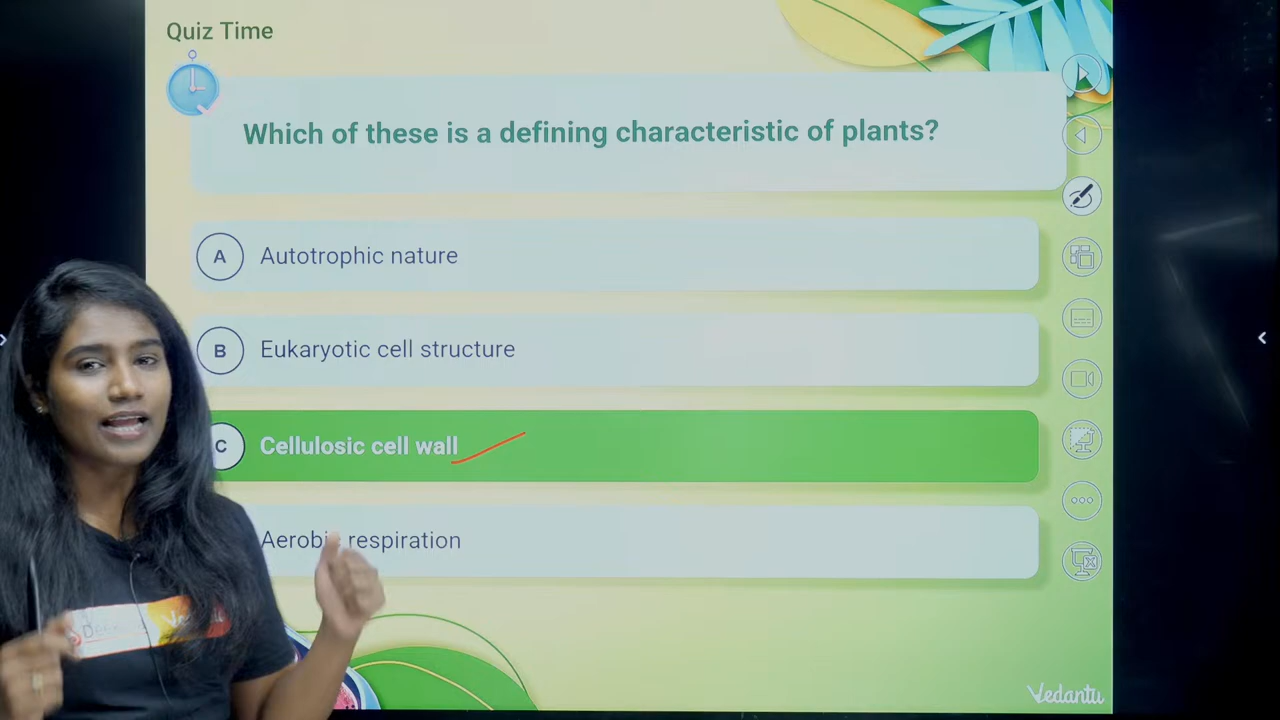 Quiz Time
Which of these is a defining characteristic of plants?
A Autotrophic nature
B Eukaryotic cell structure
C Cellulosic cell wall
Aerobic respiration
Vedantu